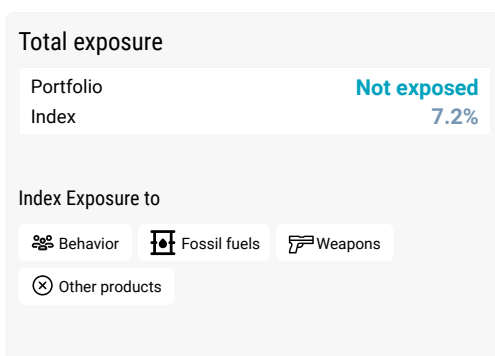 Total exposure
Portfolio Not exposed
Index 7.2%
Index Exposure to
Behavior Fossil fuels Weapons
Other products